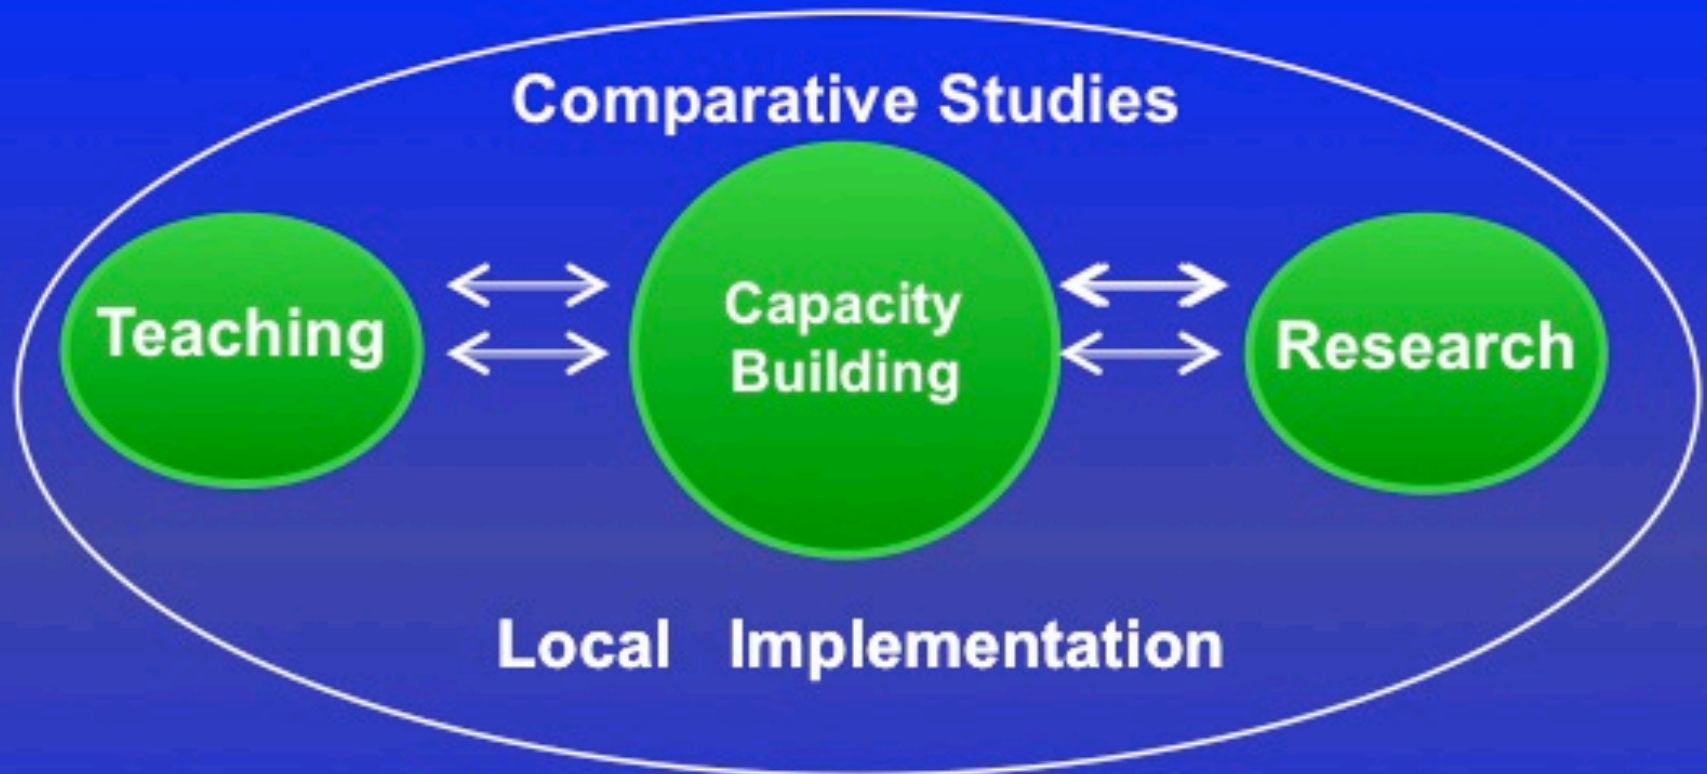 Comparative Studies
Teaching
Capacity
Building
Research
Local Implementation